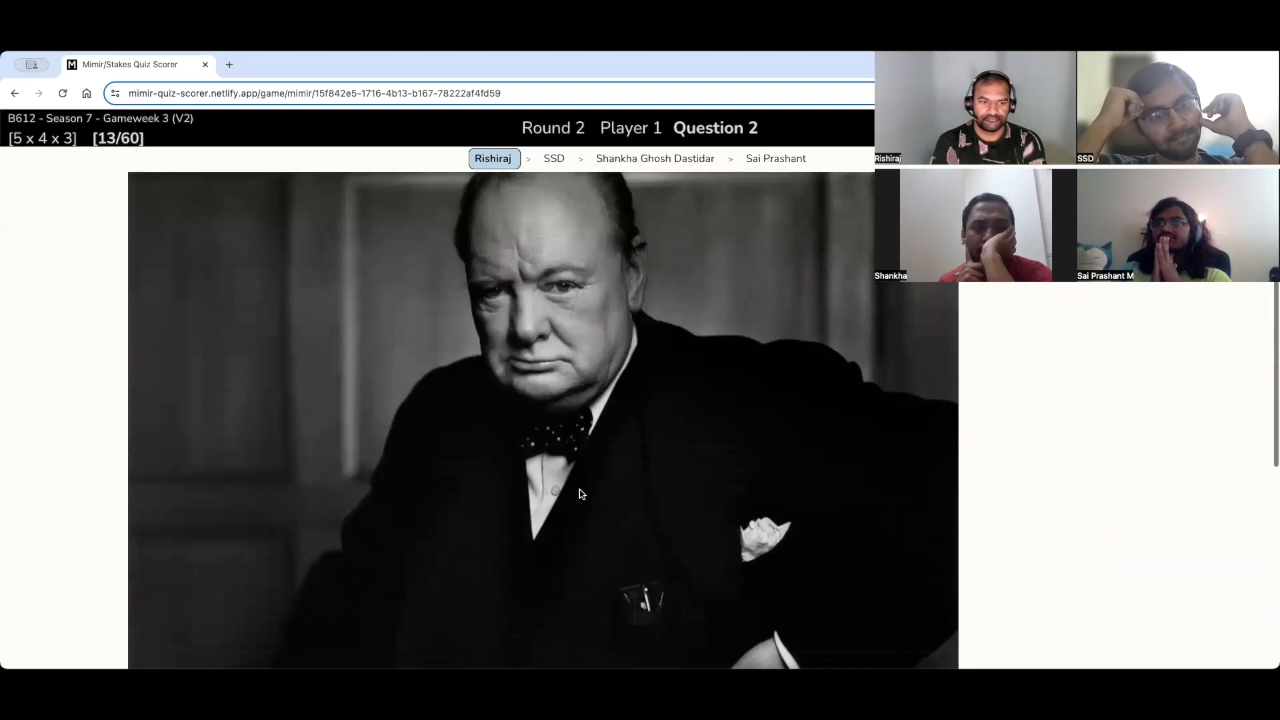 Mimir/Stakes Quiz Scorer
mimir-quiz-scorer.netlify.app/game/mimir/15f842e5-1716-4b13-b167-78222af4fd59
B612 - Season 7 - Gameweek 3 (V2)
[5 x 4 x 3] [13/60]
Round 2 Player 1 Question 2
Rishiraj > SSD > Shankha Ghosh Dastidar > Sai Prashant
Rishiraj
SSD
Shankha
Sai Prashant M